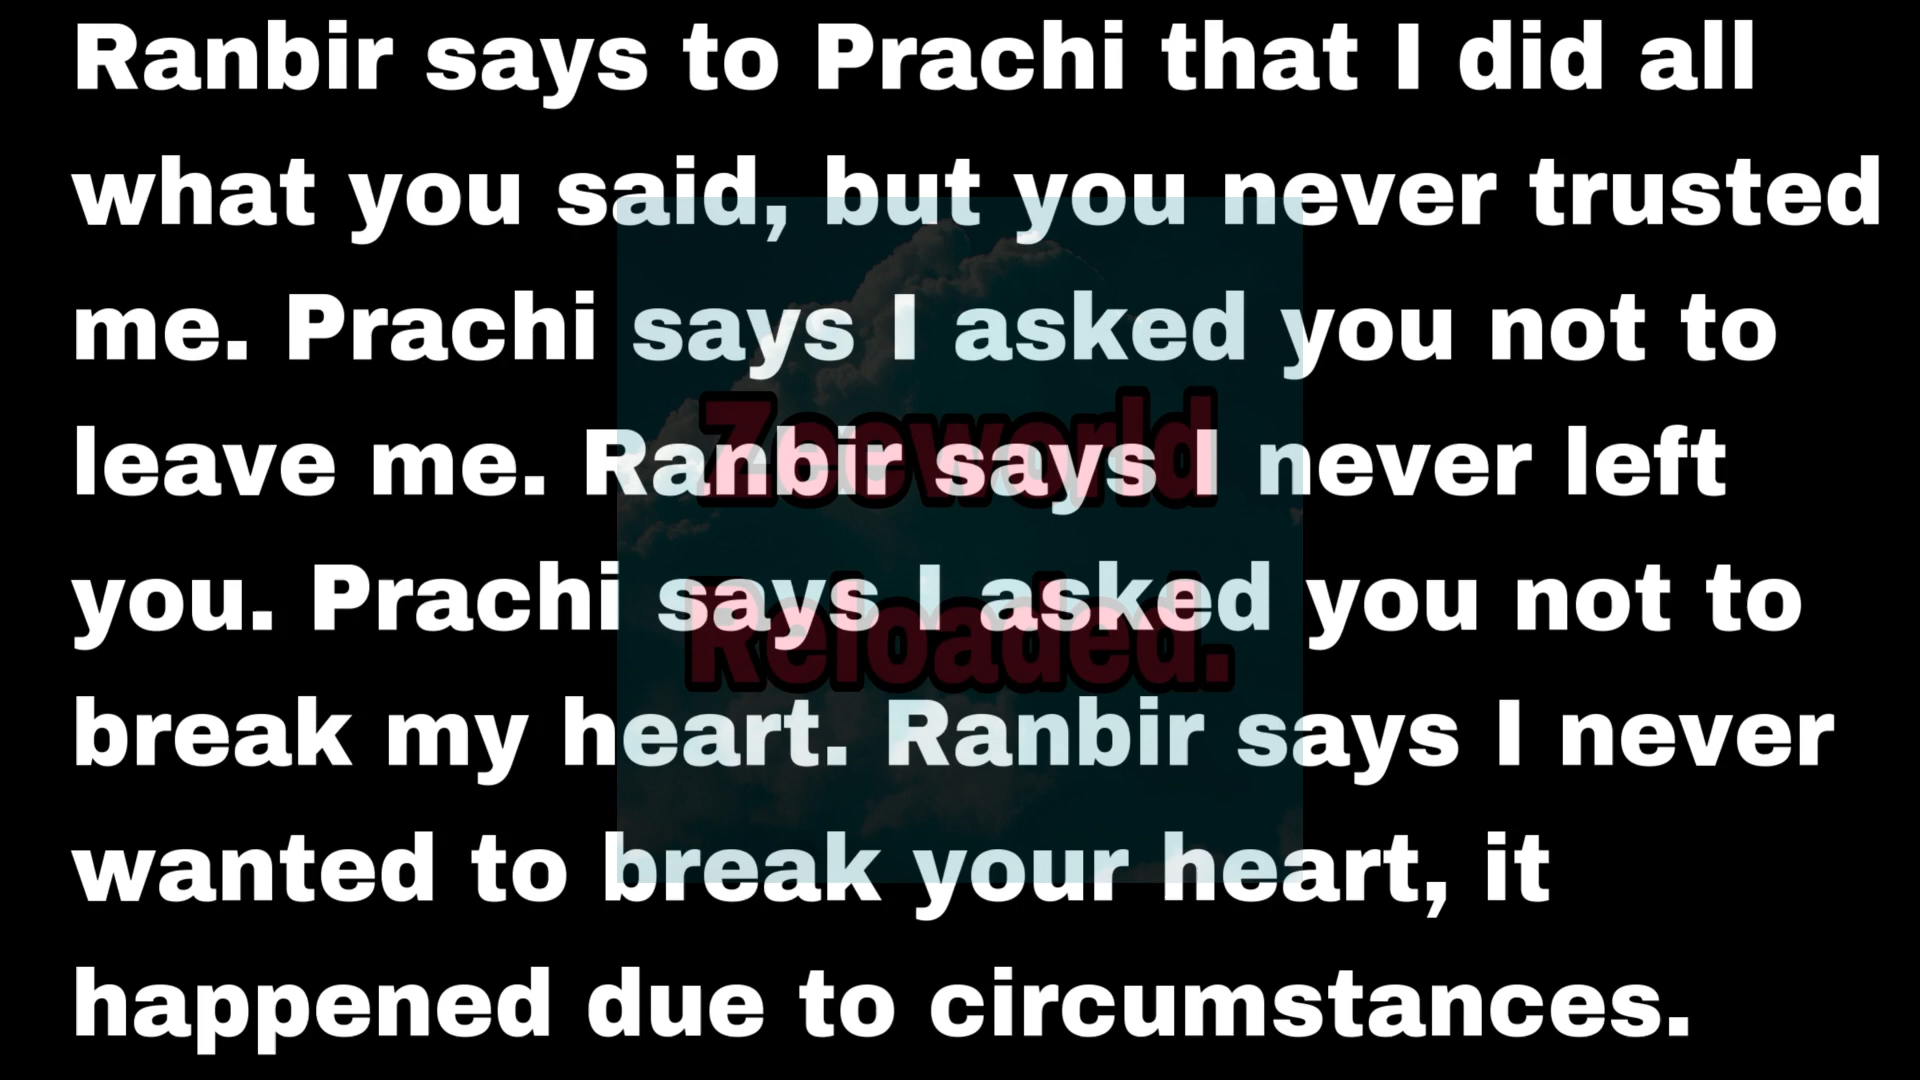 Ranbir says to Prachi that I did all
what you said, but you never trusted
me. Prachi says I asked you not to
leave me. Ranbir says I never left
you. Prachi says I asked you not to
break my heart. Ranbir says I never
wanted to break your heart, it
happened due to circumstances.
Zeeworld
Reloaded.